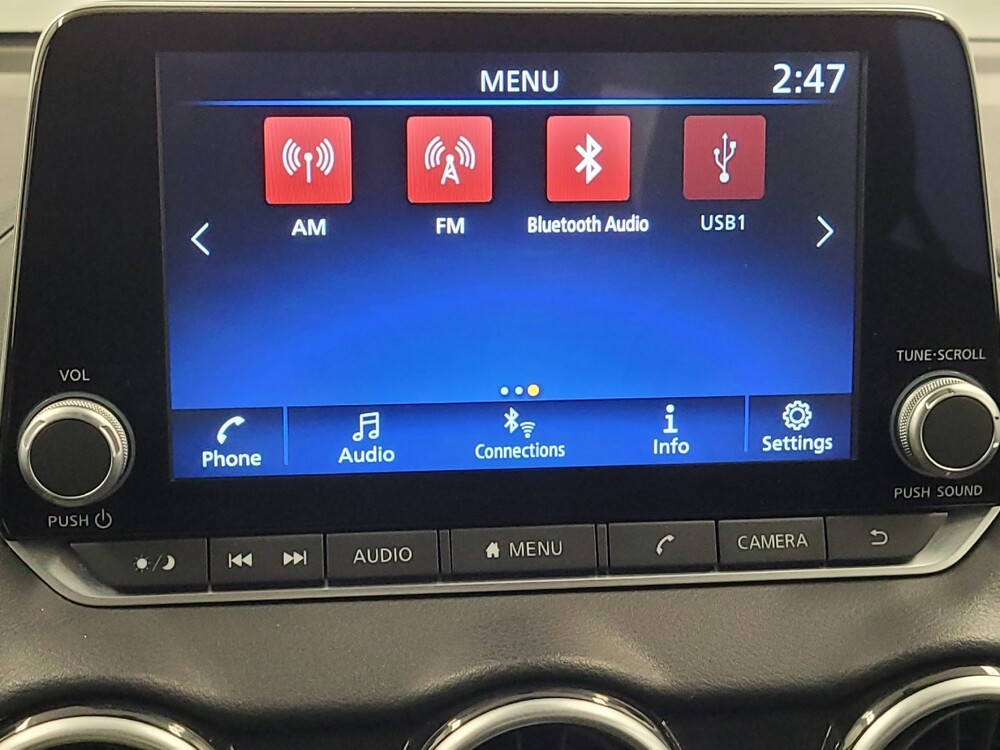 MENU
2:47
AM
FM
Bluetooth Audio
USB1
VOL
TUNE·SCROLL
Phone
Audio
Connections
Info
Settings
PUSH
PUSH SOUND
AUDIO
MENU
CAMERA